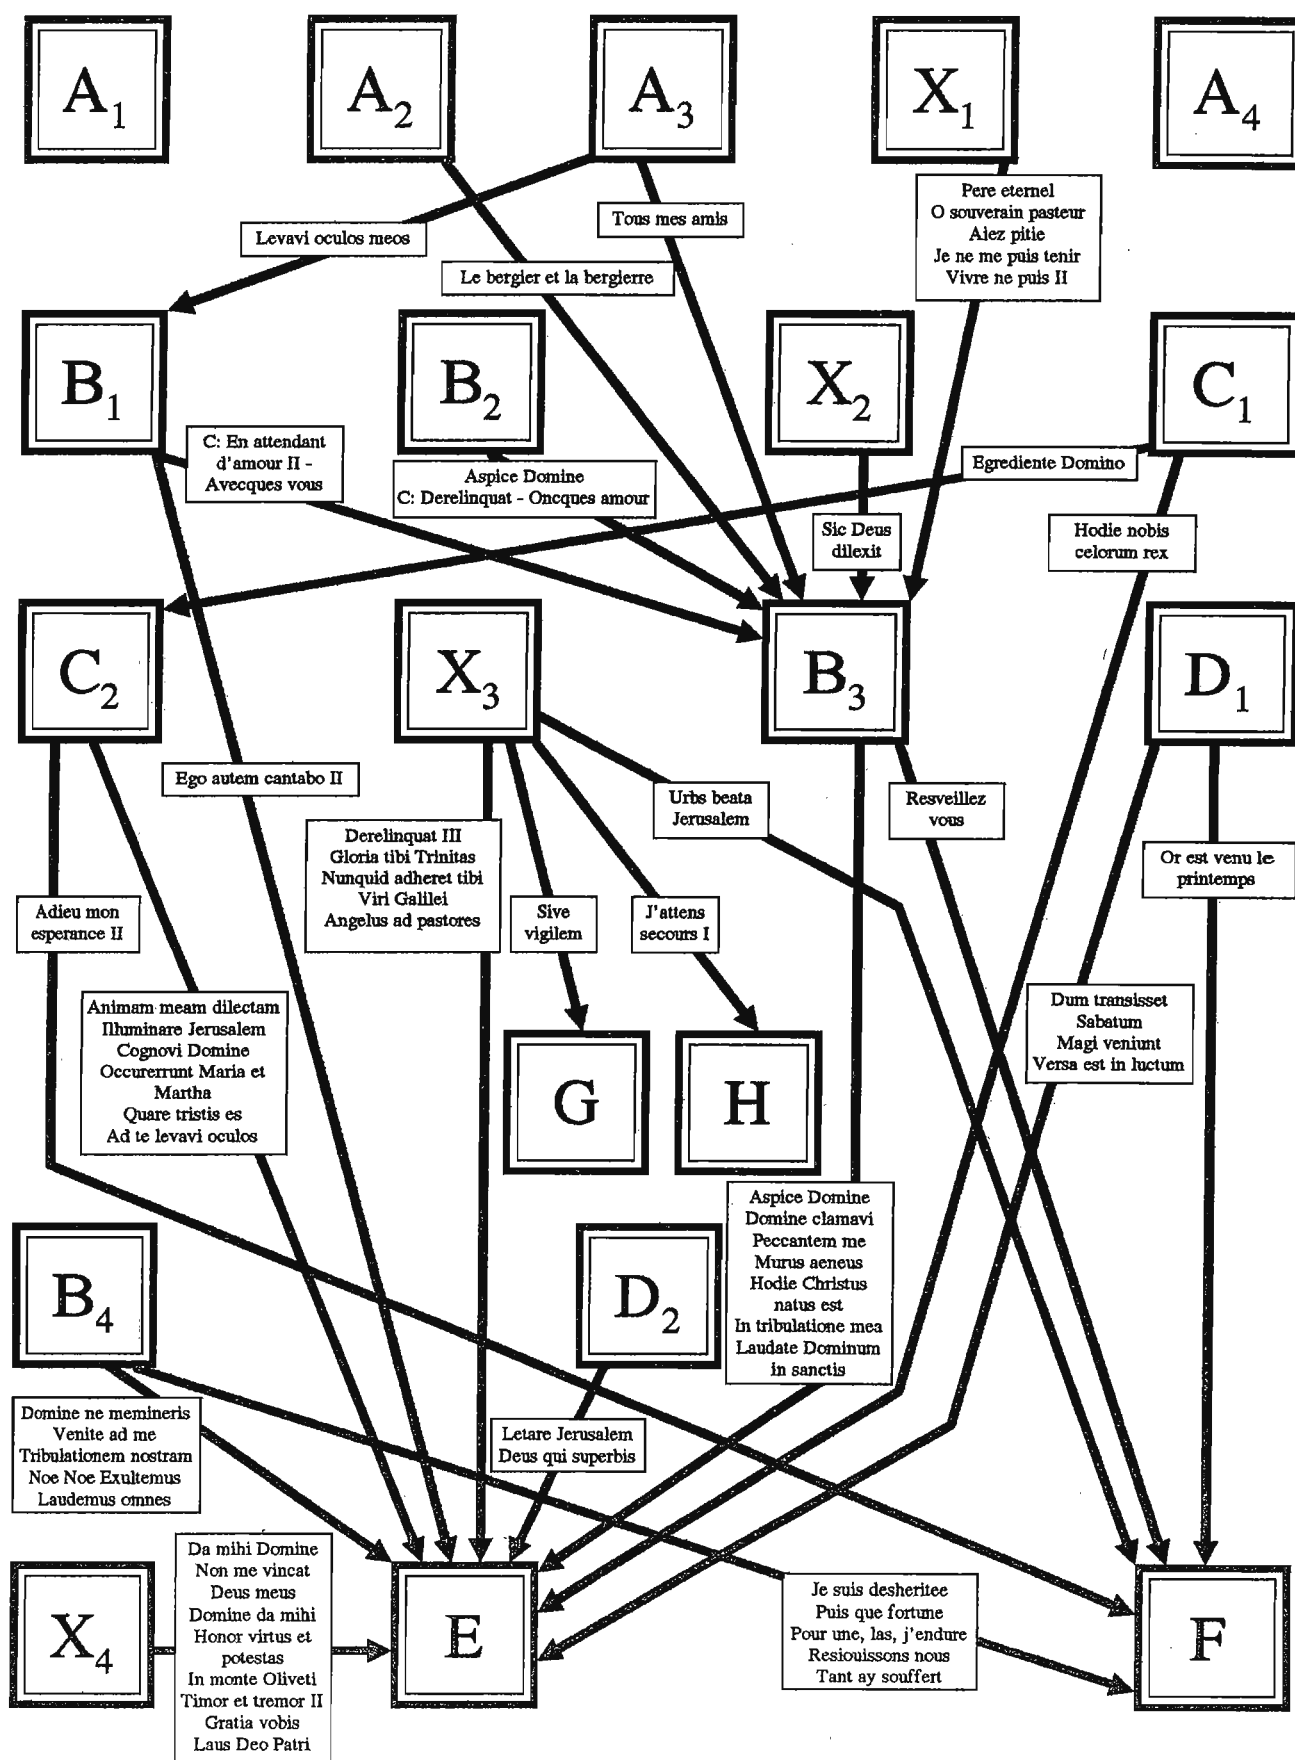 A1
A2
A3
X1
A4
Pere eternel
O souverain pasteur
Aiez pitie
Je ne me puis tenir
Vivre ne puis II
Levavi oculos meos
Tous mes amis
Le bergier et la bergierre
B1
B2
X2
C1
C: En attendant
d'amour II -
Avecques vous
Aspice Domine
C: Derelinquat - Oncques amour
Egrediente Domino
Sic Deus
dilexit
Hodie nobis
celorum rex
C2
X3
B3
D1
Ego autem cantabo II
Urbs beata
Jerusalem
Resveillez
vous
Derelinquat III
Gloria tibi Trinitas
Nunquid adheret tibi
Viri Galilei
Angelus ad pastores
Or est venu le
printemps
Adieu mon
esperance II
Sive
vigilem
J'attens
secours I
Animam meam dilectam
Illuminare Jerusalem
Cognovi Domine
Occurerrunt Maria et
Martha
Quare tristis es
Ad te levavi oculos
Dum transisset
Sabatum
Magi veniunt
Versa est in luctum
G
H
Aspice Domine
Domine clamavi
Peccantem me
Murus aeneus
Hodie Christus
natus est
In tribulatione mea
Laudate Dominum
in sanctis
B4
D2
Domine ne memineris
Venite ad me
Tribulationem nostram
Noe Noe Exultemus
Laudemus omnes
Letare Jerusalem
Deus qui superbis
Da mihi Domine
Non me vincat
Deus meus
Domine da mihi
Honor virtus et
potestas
In monte Oliveti
Timor et tremor II
Gratia vobis
Laus Deo Patri
X4
E
Je suis desheritee
Puis que fortune
Pour une, las, j'endure
Resiouissons nous
Tant ay souffert
F